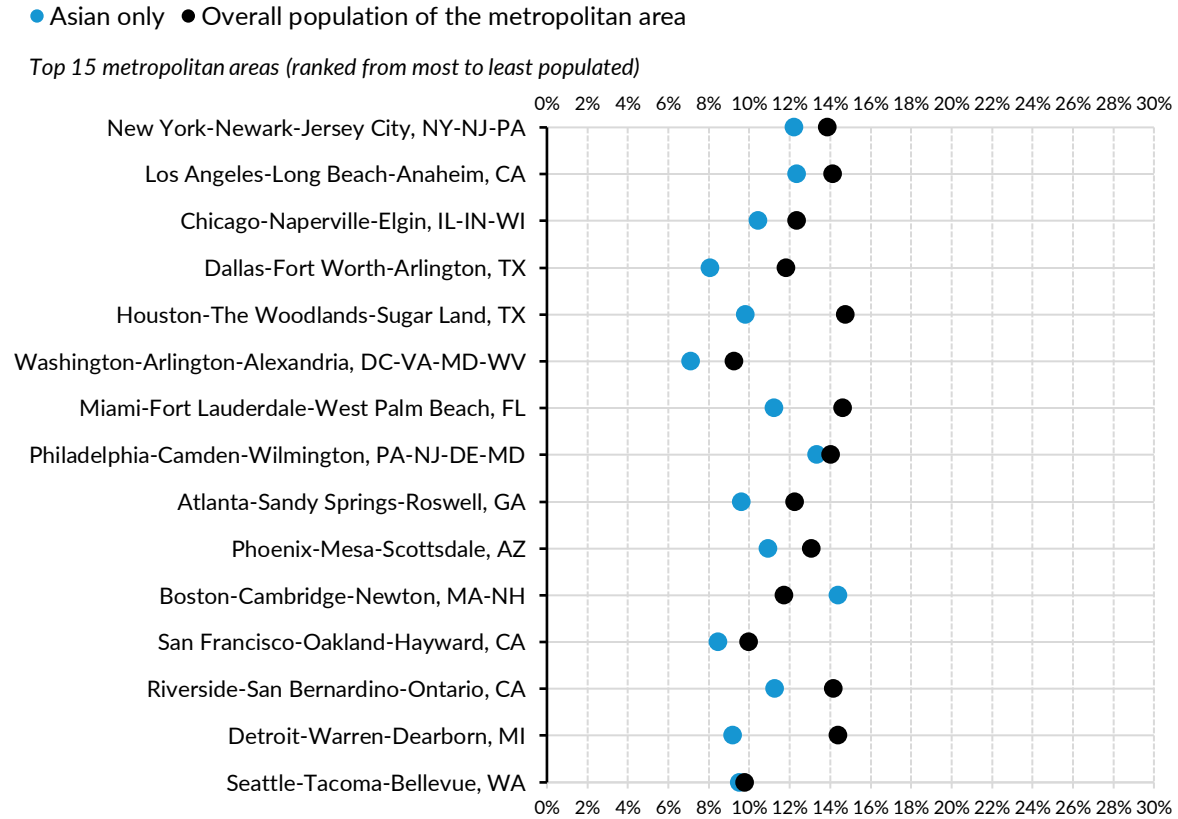 Asian only Overall population of the metropolitan area
Top 15 metropolitan areas (ranked from most to least populated)
0% 2% 4% 6% 8% 10% 12% 14% 16% 18% 20% 22% 24% 26% 28% 30%
New York-Newark-Jersey City, NY-NJ-PA
Los Angeles-Long Beach-Anaheim, CA
Chicago-Naperville-Elgin, IL-IN-WI
Dallas-Fort Worth-Arlington, TX
Houston-The Woodlands-Sugar Land, TX
Washington-Arlington-Alexandria, DC-VA-MD-WV
Miami-Fort Lauderdale-West Palm Beach, FL
Philadelphia-Camden-Wilmington, PA-NJ-DE-MD
Atlanta-Sandy Springs-Roswell, GA
Phoenix-Mesa-Scottsdale, AZ
Boston-Cambridge-Newton, MA-NH
San Francisco-Oakland-Hayward, CA
Riverside-San Bernardino-Ontario, CA
Detroit-Warren-Dearborn, MI
Seattle-Tacoma-Bellevue, WA
0% 2% 4% 6% 8% 10% 12% 14% 16% 18% 20% 22% 24% 26% 28% 30%